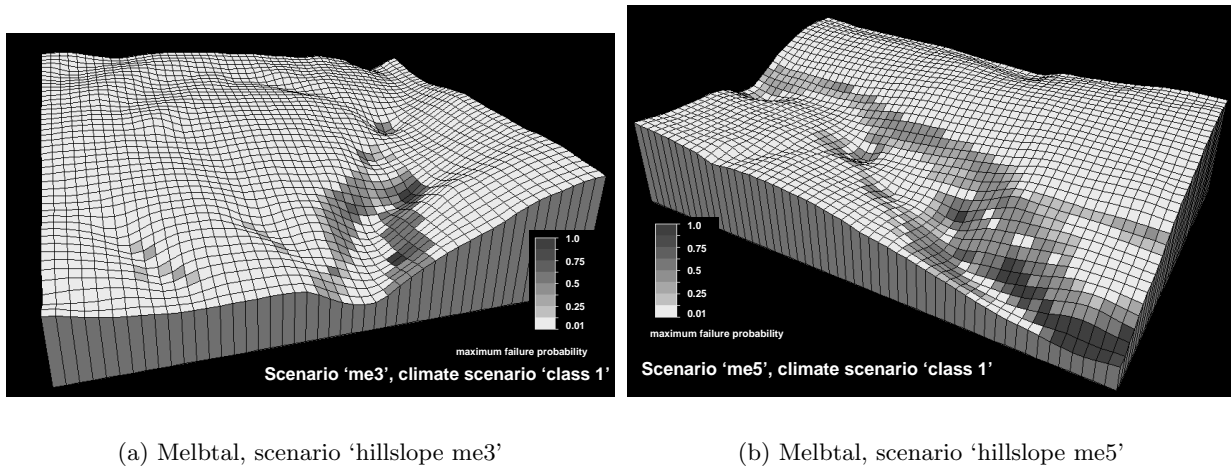 1.0
0.75
0.5
0.25
0.01
maximum failure probability
Scenario ‘me3’, climate scenario ‘class 1’
1.0
0.75
0.5
0.25
0.01
maximum failure probability
Scenario ‘me5’, climate scenario ‘class 1’
(a) Melbtal, scenario ‘hillslope me3’
(b) Melbtal, scenario ‘hillslope me5’